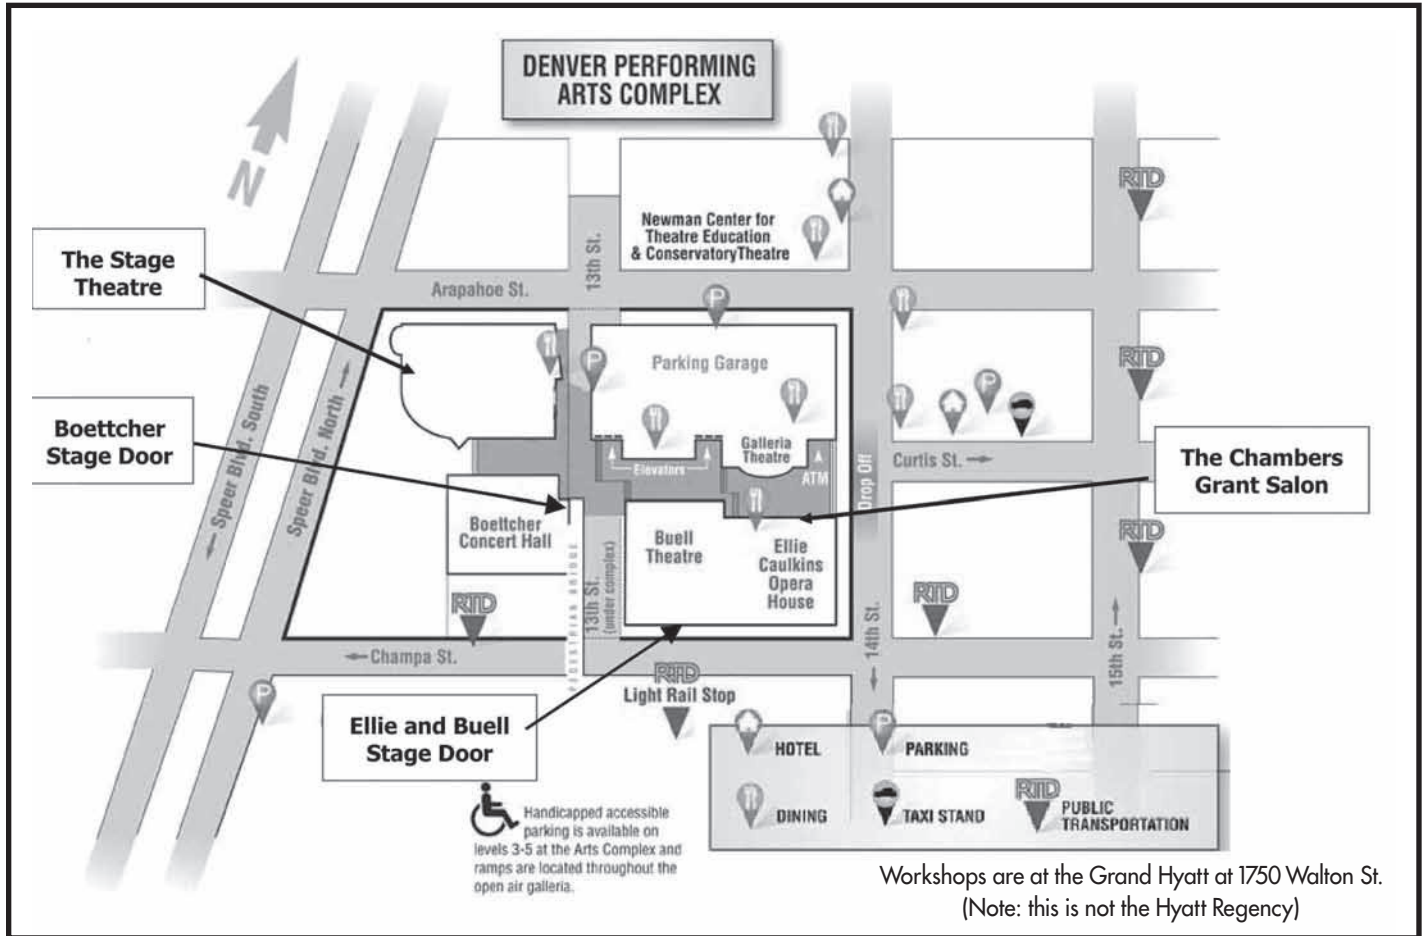 DENVER PERFORMING
ARTS COMPLEX
N
Newman Center for
Theatre Education
& ConservatoryTheatre
RTD
The Stage
Theatre
13th St.
Arapahoe St.
P
P
Parking Garage
RTD
P
Speer Blvd. South
Speer Blvd. North
Boettcher
Stage Door
Galleria
Theatre
Elevators
ATM
Drop Off
Curtis St.
The Chambers
Grant Salon
Boettcher
Concert Hall
Buell
Theatre
Ellie
Caulkins
Opera
House
RTD
PEDESTRIAN BRIDGE
13th St.
(under complex)
RTD
RTD
14th St.
15th St.
Champa St.
P
RTD
Light Rail Stop
Ellie and Buell
Stage Door
HOTEL
P
PARKING
DINING
TAXI STAND
RTD
PUBLIC
TRANSPORTATION
Handicapped accessible
parking is available on
levels 3-5 at the Arts Complex and
ramps are located throughout the
open air galleria.
Workshops are at the Grand Hyatt at 1750 Walton St.
(Note: this is not the Hyatt Regency)